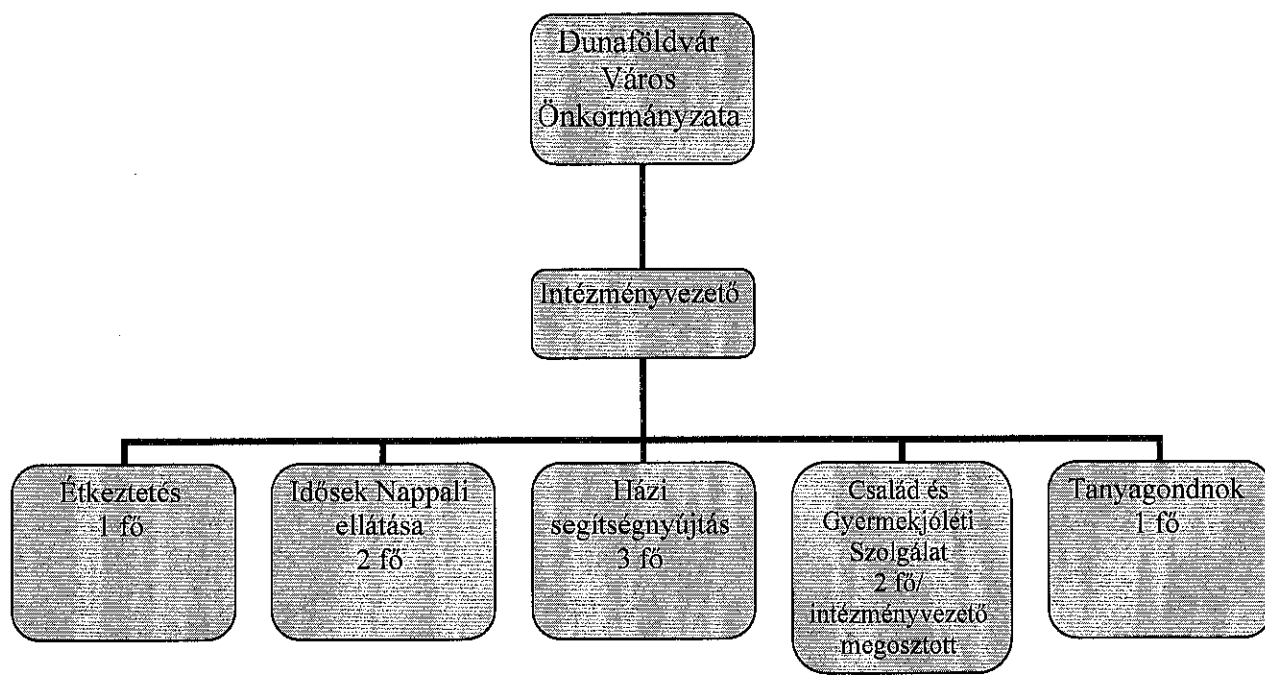 Dunaföldvár
Város
Önkormányzata
Intézményvezető
Étkeztetés
1 fő
Idősek Nappali
ellátása
2 fő
Házi
segítségnyújtás
3 fő
Család és
Gyermekjóléti
Szolgálat
2 fő/
intézményvezető
megosztott
Tanyagondnok
1 fő